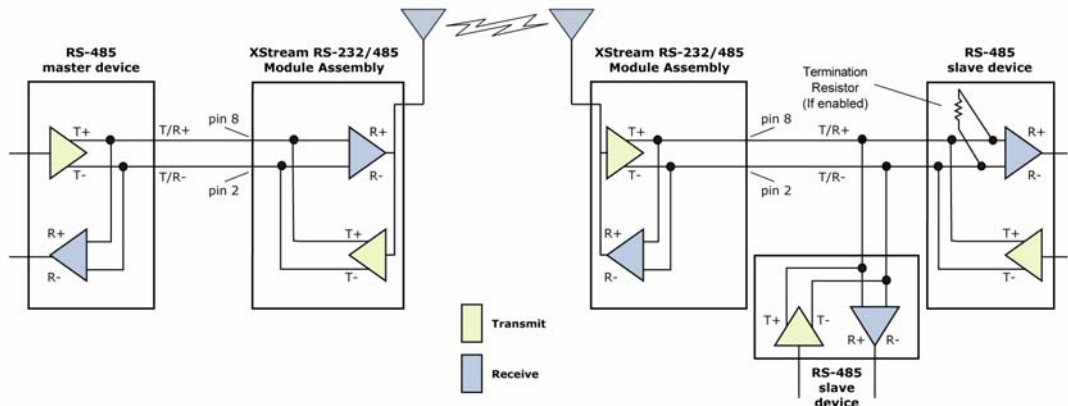 RS-485
master device
T+
T-
R+
R-
T/R+
T/R-
XStream RS-232/485
Module Assembly
pin 8
pin 2
R+
R-
T+
T-
XStream RS-232/485
Module Assembly
T+
T-
R+
R-
pin 8
pin 2
T/R+
T/R-
Termination
Resistor
(If enabled)
RS-485
slave device
R+
R-
T+
T-
T+
T-
R+
R-
RS-485
slave
device
Transmit
Receive